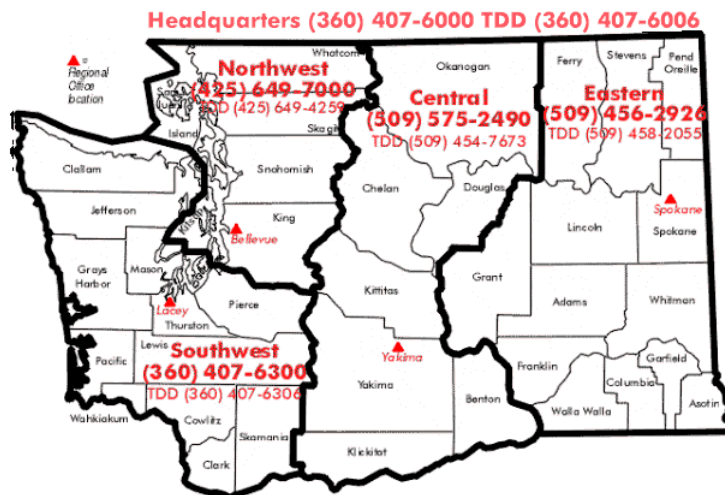 Headquarters (360) 407-6000 TDD (360) 407-6006
Regional
Office
location
Whatcom
Northwest
(425) 649-7000
TDD (425) 649-4259
Island
Skagit
Snohomish
King
Bellevue
Kitsap
Okanogan
Central
(509) 575-2490
TDD (509) 454-7673
Chelan
Douglas
Kittitas
Yakima
Yakima
Benton
Klickitat
Ferry
Stevens
Pend
Oreille
Eastern
(509) 456-2926
TDD (509) 458-2055
Spokane
Spokane
Lincoln
Grant
Adams
Whitman
Franklin
Garfield
Columbia
Walla Walla
Asotin
Clallam
Jefferson
Grays
Harbor
Mason
Lacey
Thurston
Pierce
Pacific
Lewis
Southwest
(360) 407-6300
TDD (360) 407-6306
Wahkiakum
Cowlitz
Skamania
Clark